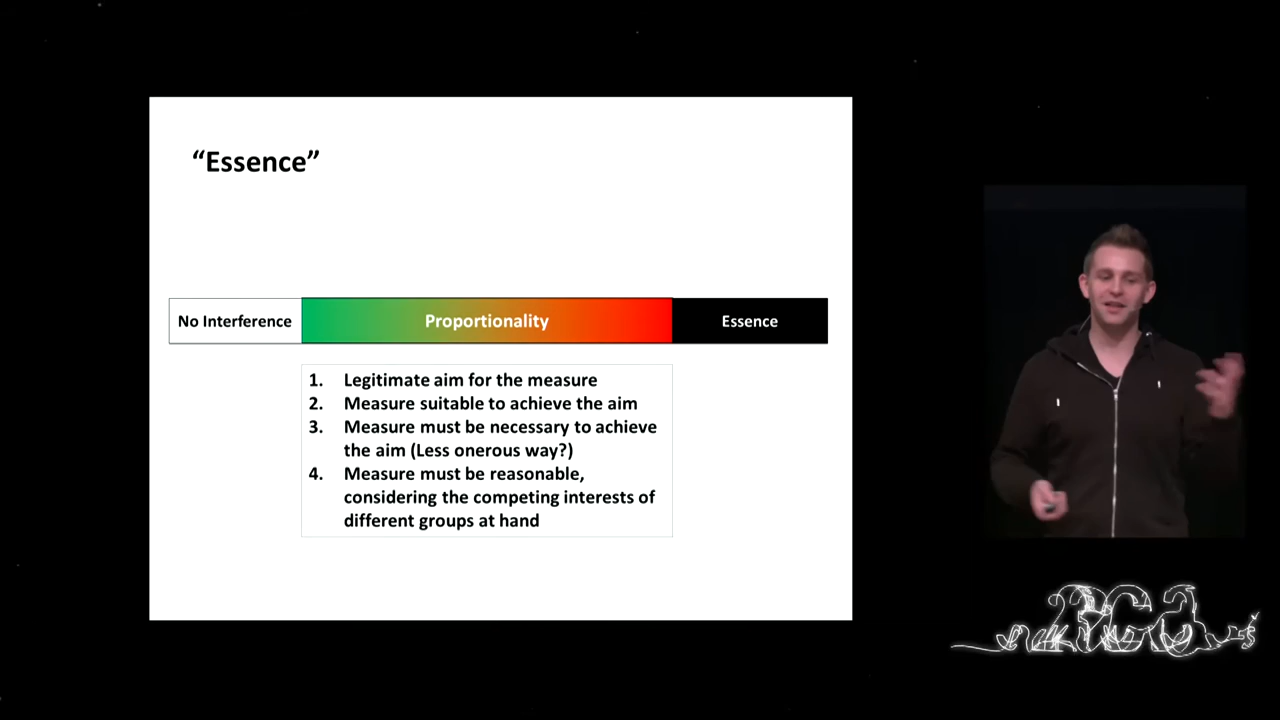 “Essence”
No Interference
Proportionality
Essence
1. Legitimate aim for the measure
2. Measure suitable to achieve the aim
3. Measure must be necessary to achieve
the aim (Less onerous way?)
4. Measure must be reasonable,
considering the competing interests of
different groups at hand